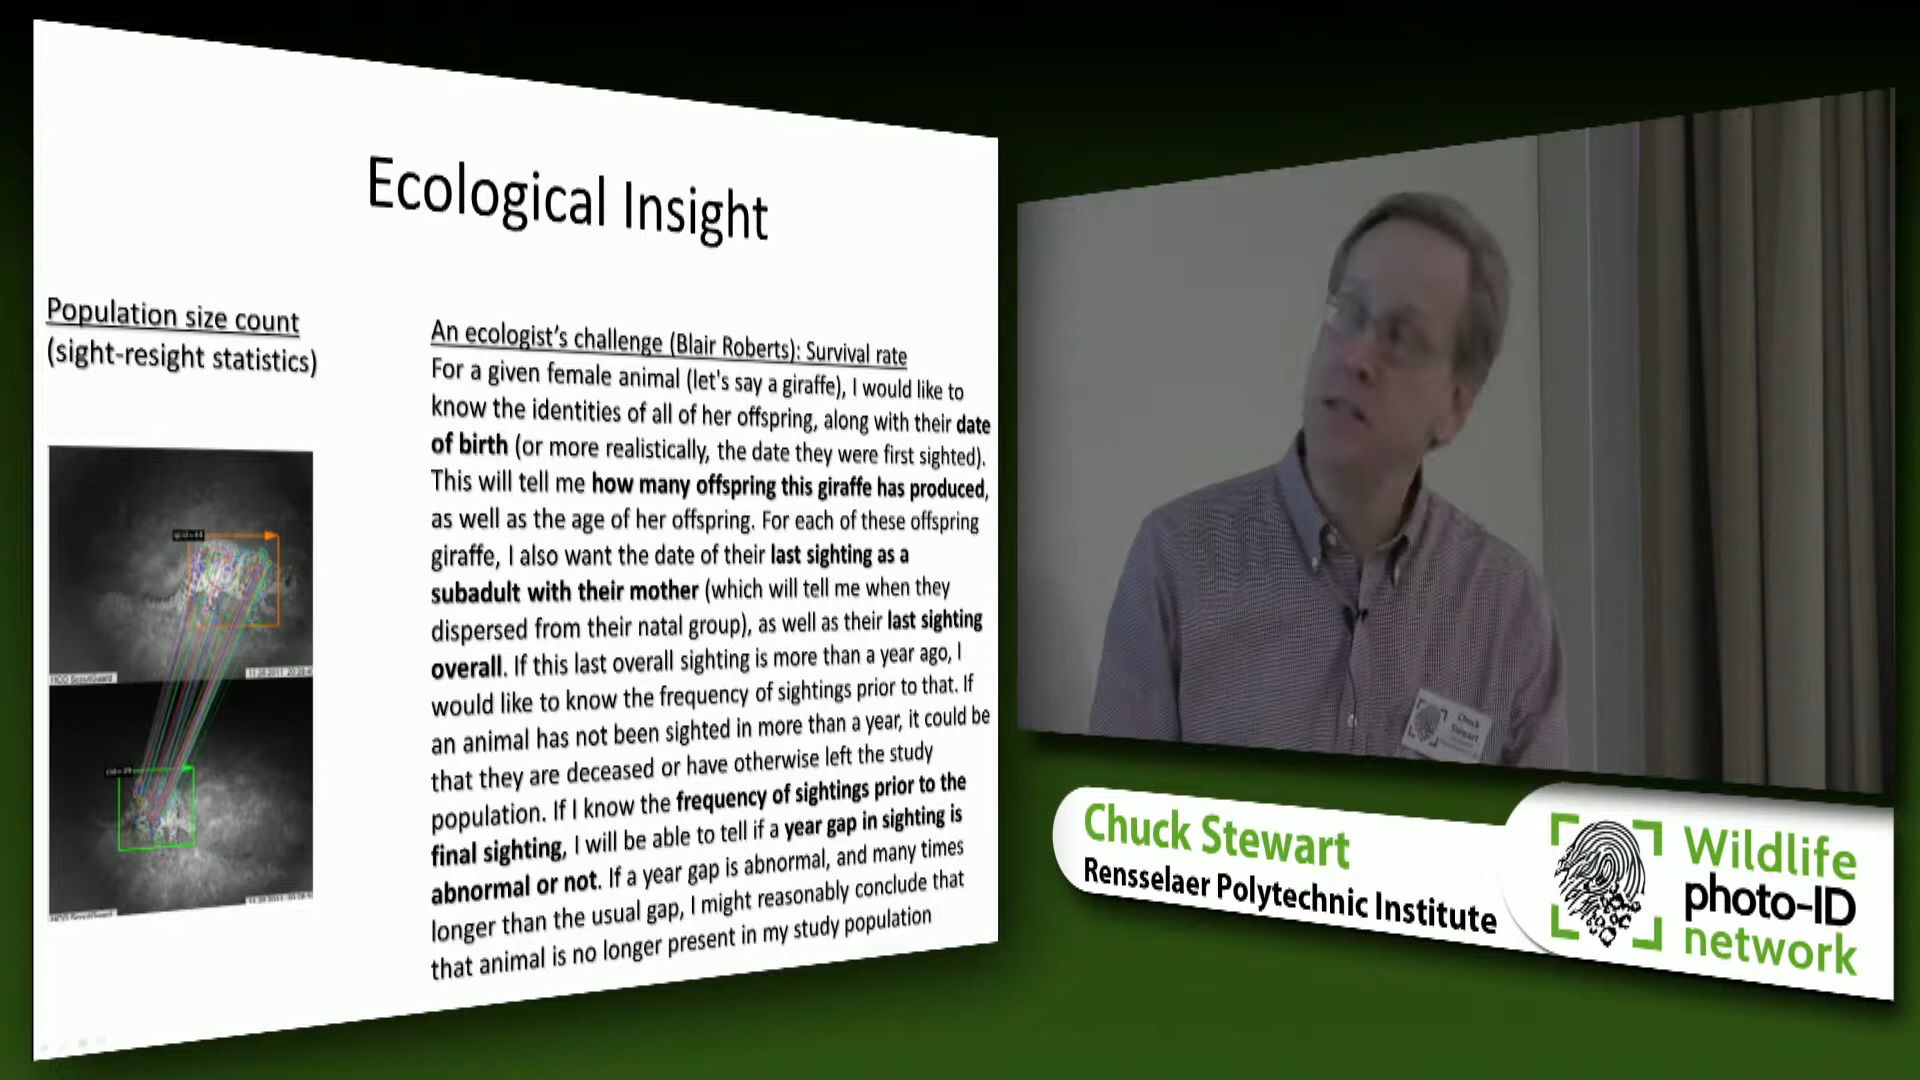 Ecological Insight
Population size count
(sight-resight statistics)
An ecologist's challenge (Blair Roberts): Survival rate
For a given female animal (let's say a giraffe), I would like to
know the identities of all of her offspring, along with their date
of birth (or more realistically, the date they were first sighted).
This will tell me how many offspring this giraffe has produced,
as well as the age of her offspring. For each of these offspring
giraffe, I also want the date of their last sighting as a
subadult with their mother (which will tell me when they
dispersed from their natal group), as well as their last sighting
overall. If this last overall sighting is more than a year ago, I
would like to know the frequency of sightings prior to that. If
an animal has not been sighted in more than a year, it could be
that they are deceased or have otherwise left the study
population. If I know the frequency of sightings prior to the
final sighting, I will be able to tell if a year gap in sighting is
abnormal or not. If a year gap is abnormal, and many times
longer than the usual gap, I might reasonably conclude that
that animal is no longer present in my study population
Chuck
Stewart
Chuck Stewart
Rensselaer Polytechnic Institute
Wildlife
photo-ID
network